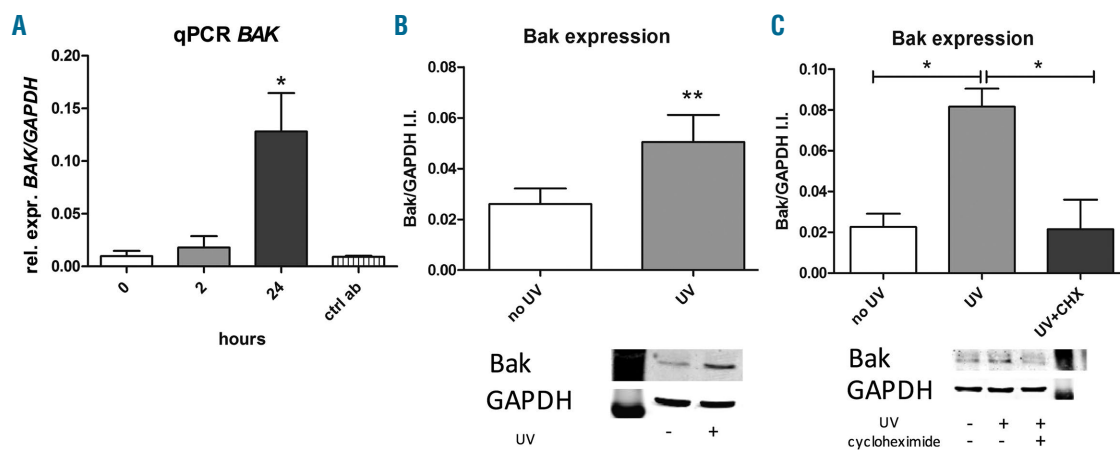 A
qPCR BAK
rel. expr. BAK/GAPDH
0.20
0.15
0.10
0.05
0.00
*
0
2
24
ctrl ab
hours
B
Bak expression
Bak/GAPDH I.I.
0.08
0.06
0.04
0.02
0.00
**
no UV
UV
Bak
GAPDH
UV - +
C
Bak expression
Bak/GAPDH I.I.
0.10
0.08
0.06
0.04
0.02
0.00
* *
no UV
UV
UV+CHX
Bak
GAPDH
UV - + +
cycloheximide - - +